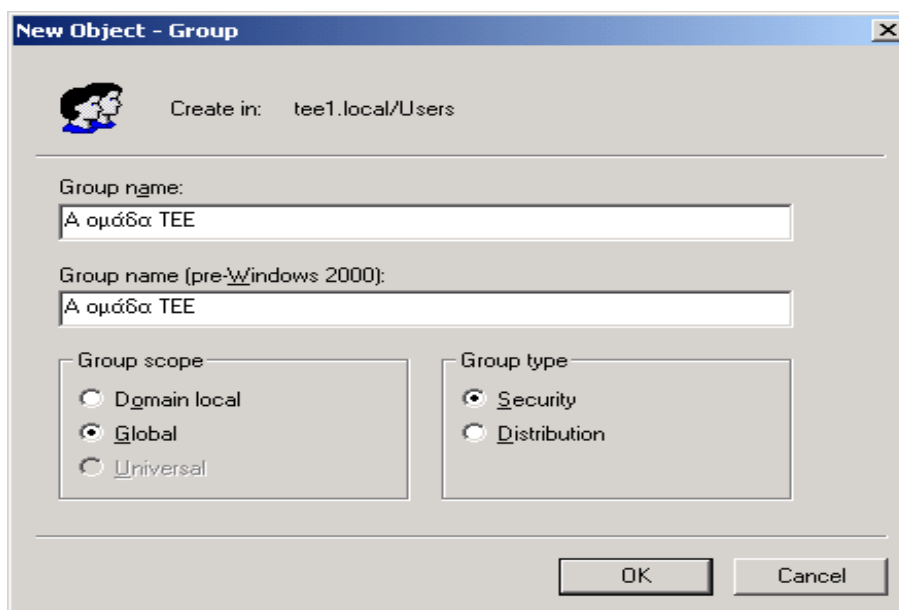 New Object - Group
Create in: tee1.local/Users
Group name:
Α ομάδα ΤΕΕ
Group name (pre-Windows 2000):
Α ομάδα ΤΕΕ
Group scope
Domain local
Global
Universal
Group type
Security
Distribution
OK
Cancel